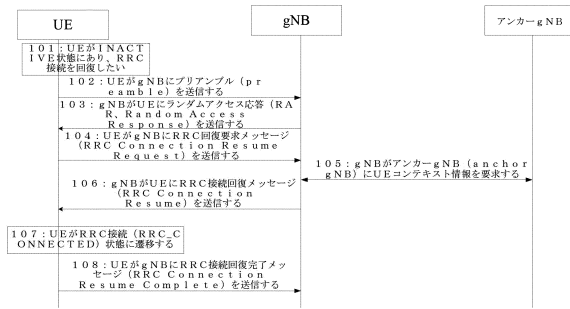 UE
gNB
アンカーgNB
101：UEがINACT
IVE状態にあり、RRC
接続を回復したい
102：UEがgNBにプリアンブル（pr
eamble）を送信する
103：gNBがUEにランダムアクセス応答（RA
R、Random Access
Response）を送信する
104：UEがgNBにRRC回復要求メッセージ
（RRC Connection Resume
Request）を送信する
105：gNBがアンカーgNB（anchor
gNB）にUEコンテキスト情報を要求する
106：gNBがUEにRRC接続回復メッセージ
（RRC Connection
Resume）を送信する
107：UEがRRC接続（RRC_C
ONNECTED）状態に遷移する
108：UEがgNBにRRC接続回復完了メッ
セージ（RRC Connection
Resume Complete）を送信する